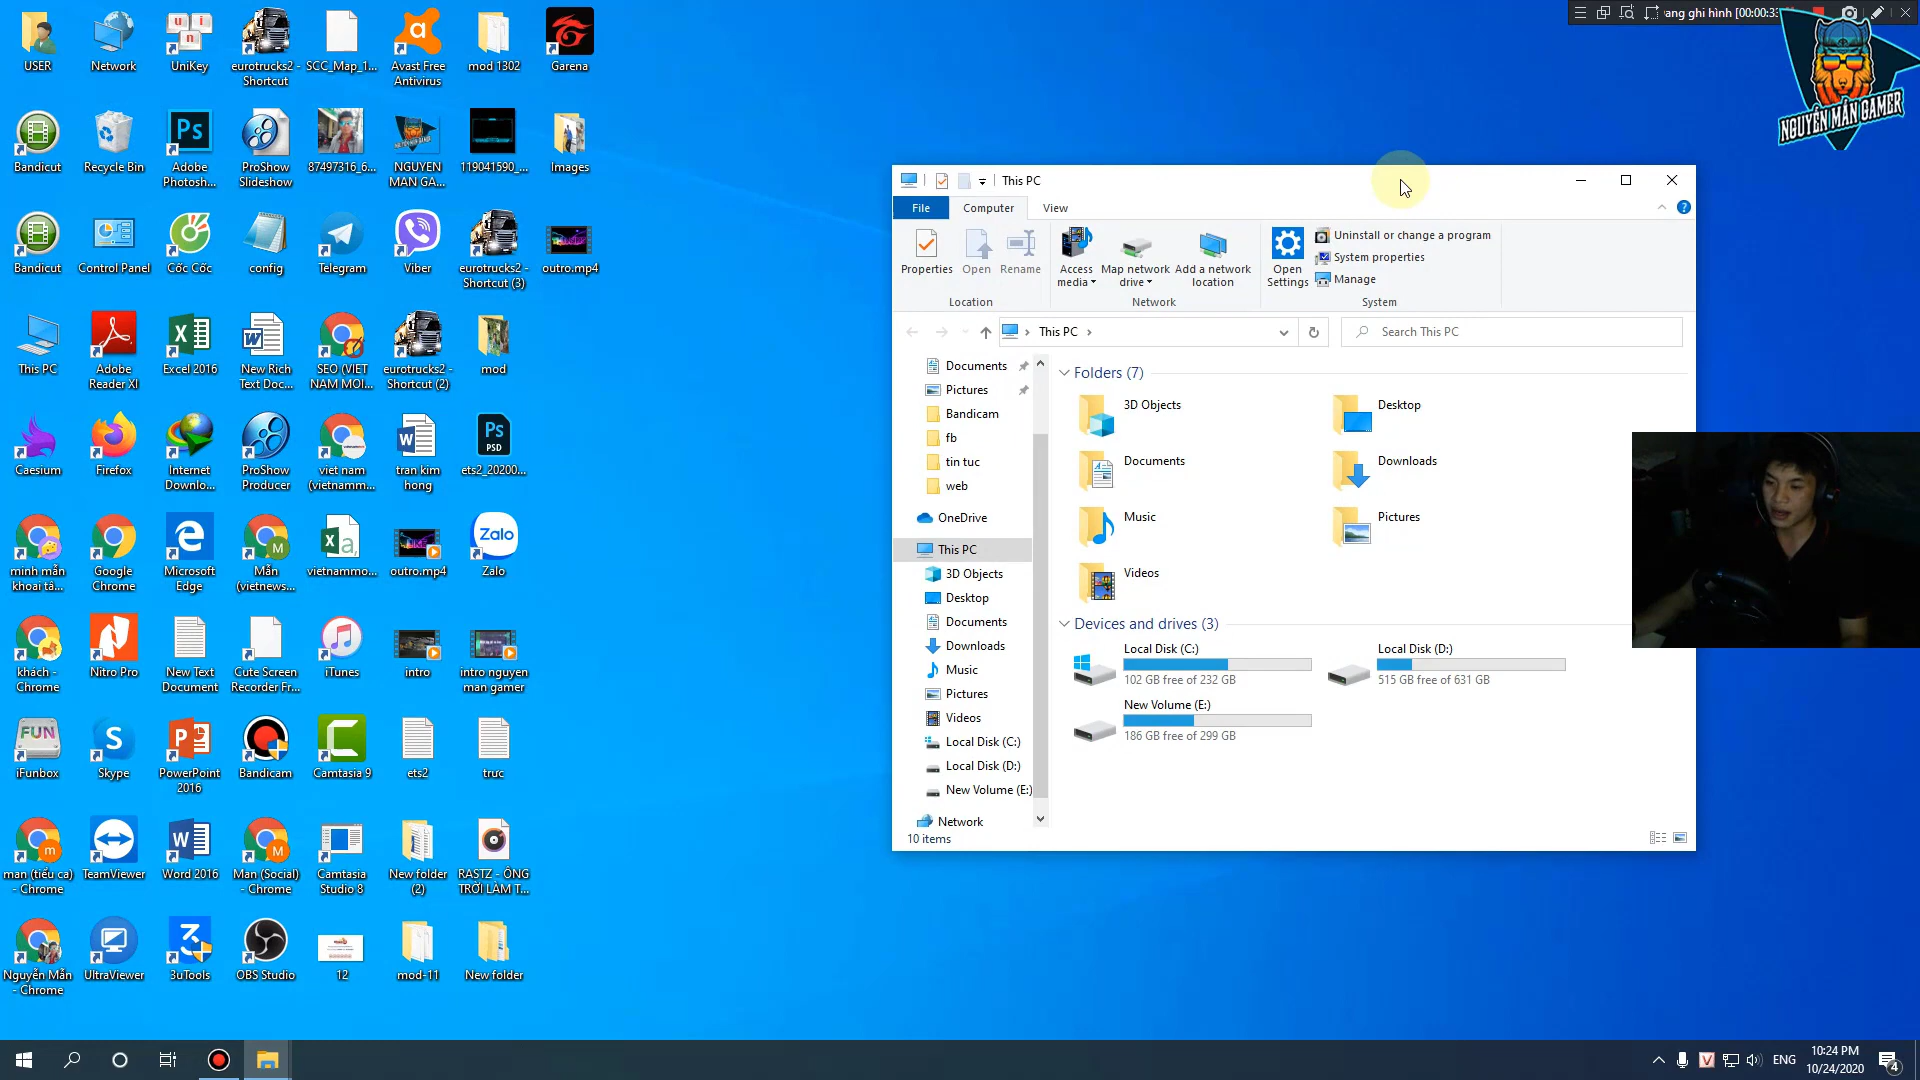 USER
Network
UniKey
eurotrucks2 -
Shortcut
SCC_Map_1...
Avast Free
Antivirus
mod 1302
Garena
ang ghi hình [00:00:33
NGUYỄN MẪN GAMER
Bandicut
Recycle Bin
Adobe
Photosh...
ProShow
Slideshow
87497316_6...
NGUYEN
MAN GA...
119041590_...
Images
Bandicut
Control Panel
Cốc Cốc
config
Telegram
Viber
eurotrucks2 -
Shortcut (3)
outro.mp4
This PC
Adobe
Reader XI
Excel 2016
New Rich
Text Doc...
SEO (VIET
NAM MOI...
eurotrucks2 -
Shortcut (2)
mod
Caesium
Firefox
Internet
Downlo...
ProShow
Producer
viet nam
(vietnamm...
tran kim
hong
ets2_20200...
minh mẫn
khoai tâ...
Google
Chrome
Microsoft
Edge
Mẫn
(vietnews...
vietnammo...
outro.mp4
Zalo
khách -
Chrome
Nitro Pro
New Text
Document
Cute Screen
Recorder Fr...
iTunes
intro
intro nguyen
man gamer
iFunbox
Skype
PowerPoint
2016
Bandicam
Camtasia 9
ets2
truc
man (tiểu ca)
- Chrome
TeamViewer
Word 2016
Man (Social)
- Chrome
Camtasia
Studio 8
New folder
(2)
RASTZ - ÔNG
TRỜI LÀM T...
Nguyễn Mẫn
- Chrome
UltraViewer
3uTools
OBS Studio
12
mod-11
New folder
This PC
File
Computer
View
Properties
Open
Rename
Access
media
Map network
drive
Add a network
location
Open
Settings
Uninstall or change a program
System properties
Manage
Location
Network
System
This PC
Search This PC
Documents
Pictures
Bandicam
fb
tin tuc
web
OneDrive
This PC
3D Objects
Desktop
Documents
Downloads
Music
Pictures
Videos
Local Disk (C:)
Local Disk (D:)
New Volume (E:)
Network
Folders (7)
3D Objects
Desktop
Documents
Downloads
Music
Pictures
Videos
Devices and drives (3)
Local Disk (C:)
102 GB free of 232 GB
Local Disk (D:)
515 GB free of 631 GB
New Volume (E:)
186 GB free of 299 GB
10 items
ENG
10:24 PM
10/24/2020
4